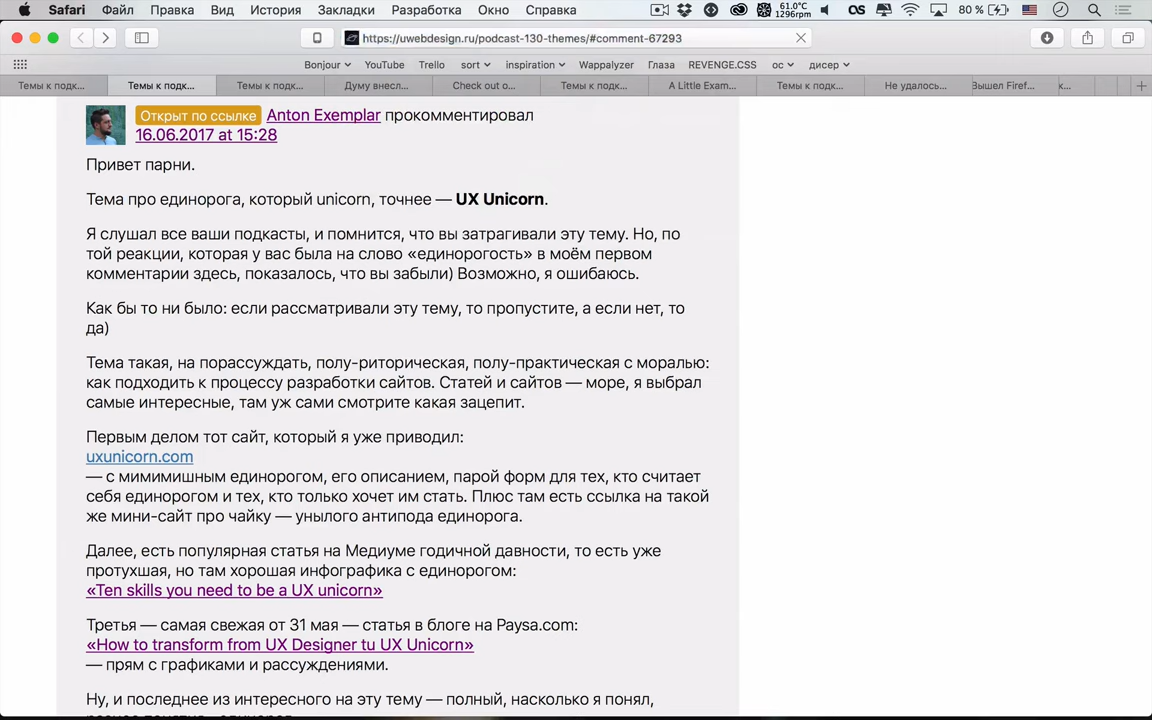 Safari Файл Правка Вид История Закладки Разработка Окно Справка 61.0°C 1296rpm 80 %
https://uwebdesign.ru/podcast-130-themes/#comment-67293
Bonjour YouTube Trello sort inspiration Wappalyzer Глаза REVENGE.CSS ос дисер
Темы к подк... Темы к подк... Темы к подк... Думу внесл... Check out o... Темы к подк... A Little Exam... Темы к подк... Не удалось... Вышел Firef... к...
Открыт по ссылке Anton Exemplar прокомментировал
16.06.2017 at 15:28
Привет парни.
Тема про единорога, который unicorn, точнее — UX Unicorn.
Я слушал все ваши подкасты, и помнится, что вы затрагивали эту тему. Но, по
той реакции, которая у вас была на слово «единорогость» в моём первом
комментарии здесь, показалось, что вы забыли) Возможно, я ошибаюсь.
Как бы то ни было: если рассматривали эту тему, то пропустите, а если нет, то
да)
Тема такая, на порассуждать, полу-риторическая, полу-практическая с моралью:
как подходить к процессу разработки сайтов. Статей и сайтов — море, я выбрал
самые интересные, там уж сами смотрите какая зацепит.
Первым делом тот сайт, который я уже приводил:
uxunicorn.com
— с мимимишным единорогом, его описанием, парой форм для тех, кто считает
себя единорогом и тех, кто только хочет им стать. Плюс там есть ссылка на такой
же мини-сайт про чайку — унылого антипода единорога.
Далее, есть популярная статья на Медиуме годичной давности, то есть уже
протухшая, но там хорошая инфографика с единорогом:
«Ten skills you need to be a UX unicorn»
Третья — самая свежая от 31 мая — статья в блоге на Paysa.com:
«How to transform from UX Designer tu UX Unicorn»
— прям с графиками и рассуждениями.
Ну, и последнее из интересного на эту тему — полный, насколько я понял,